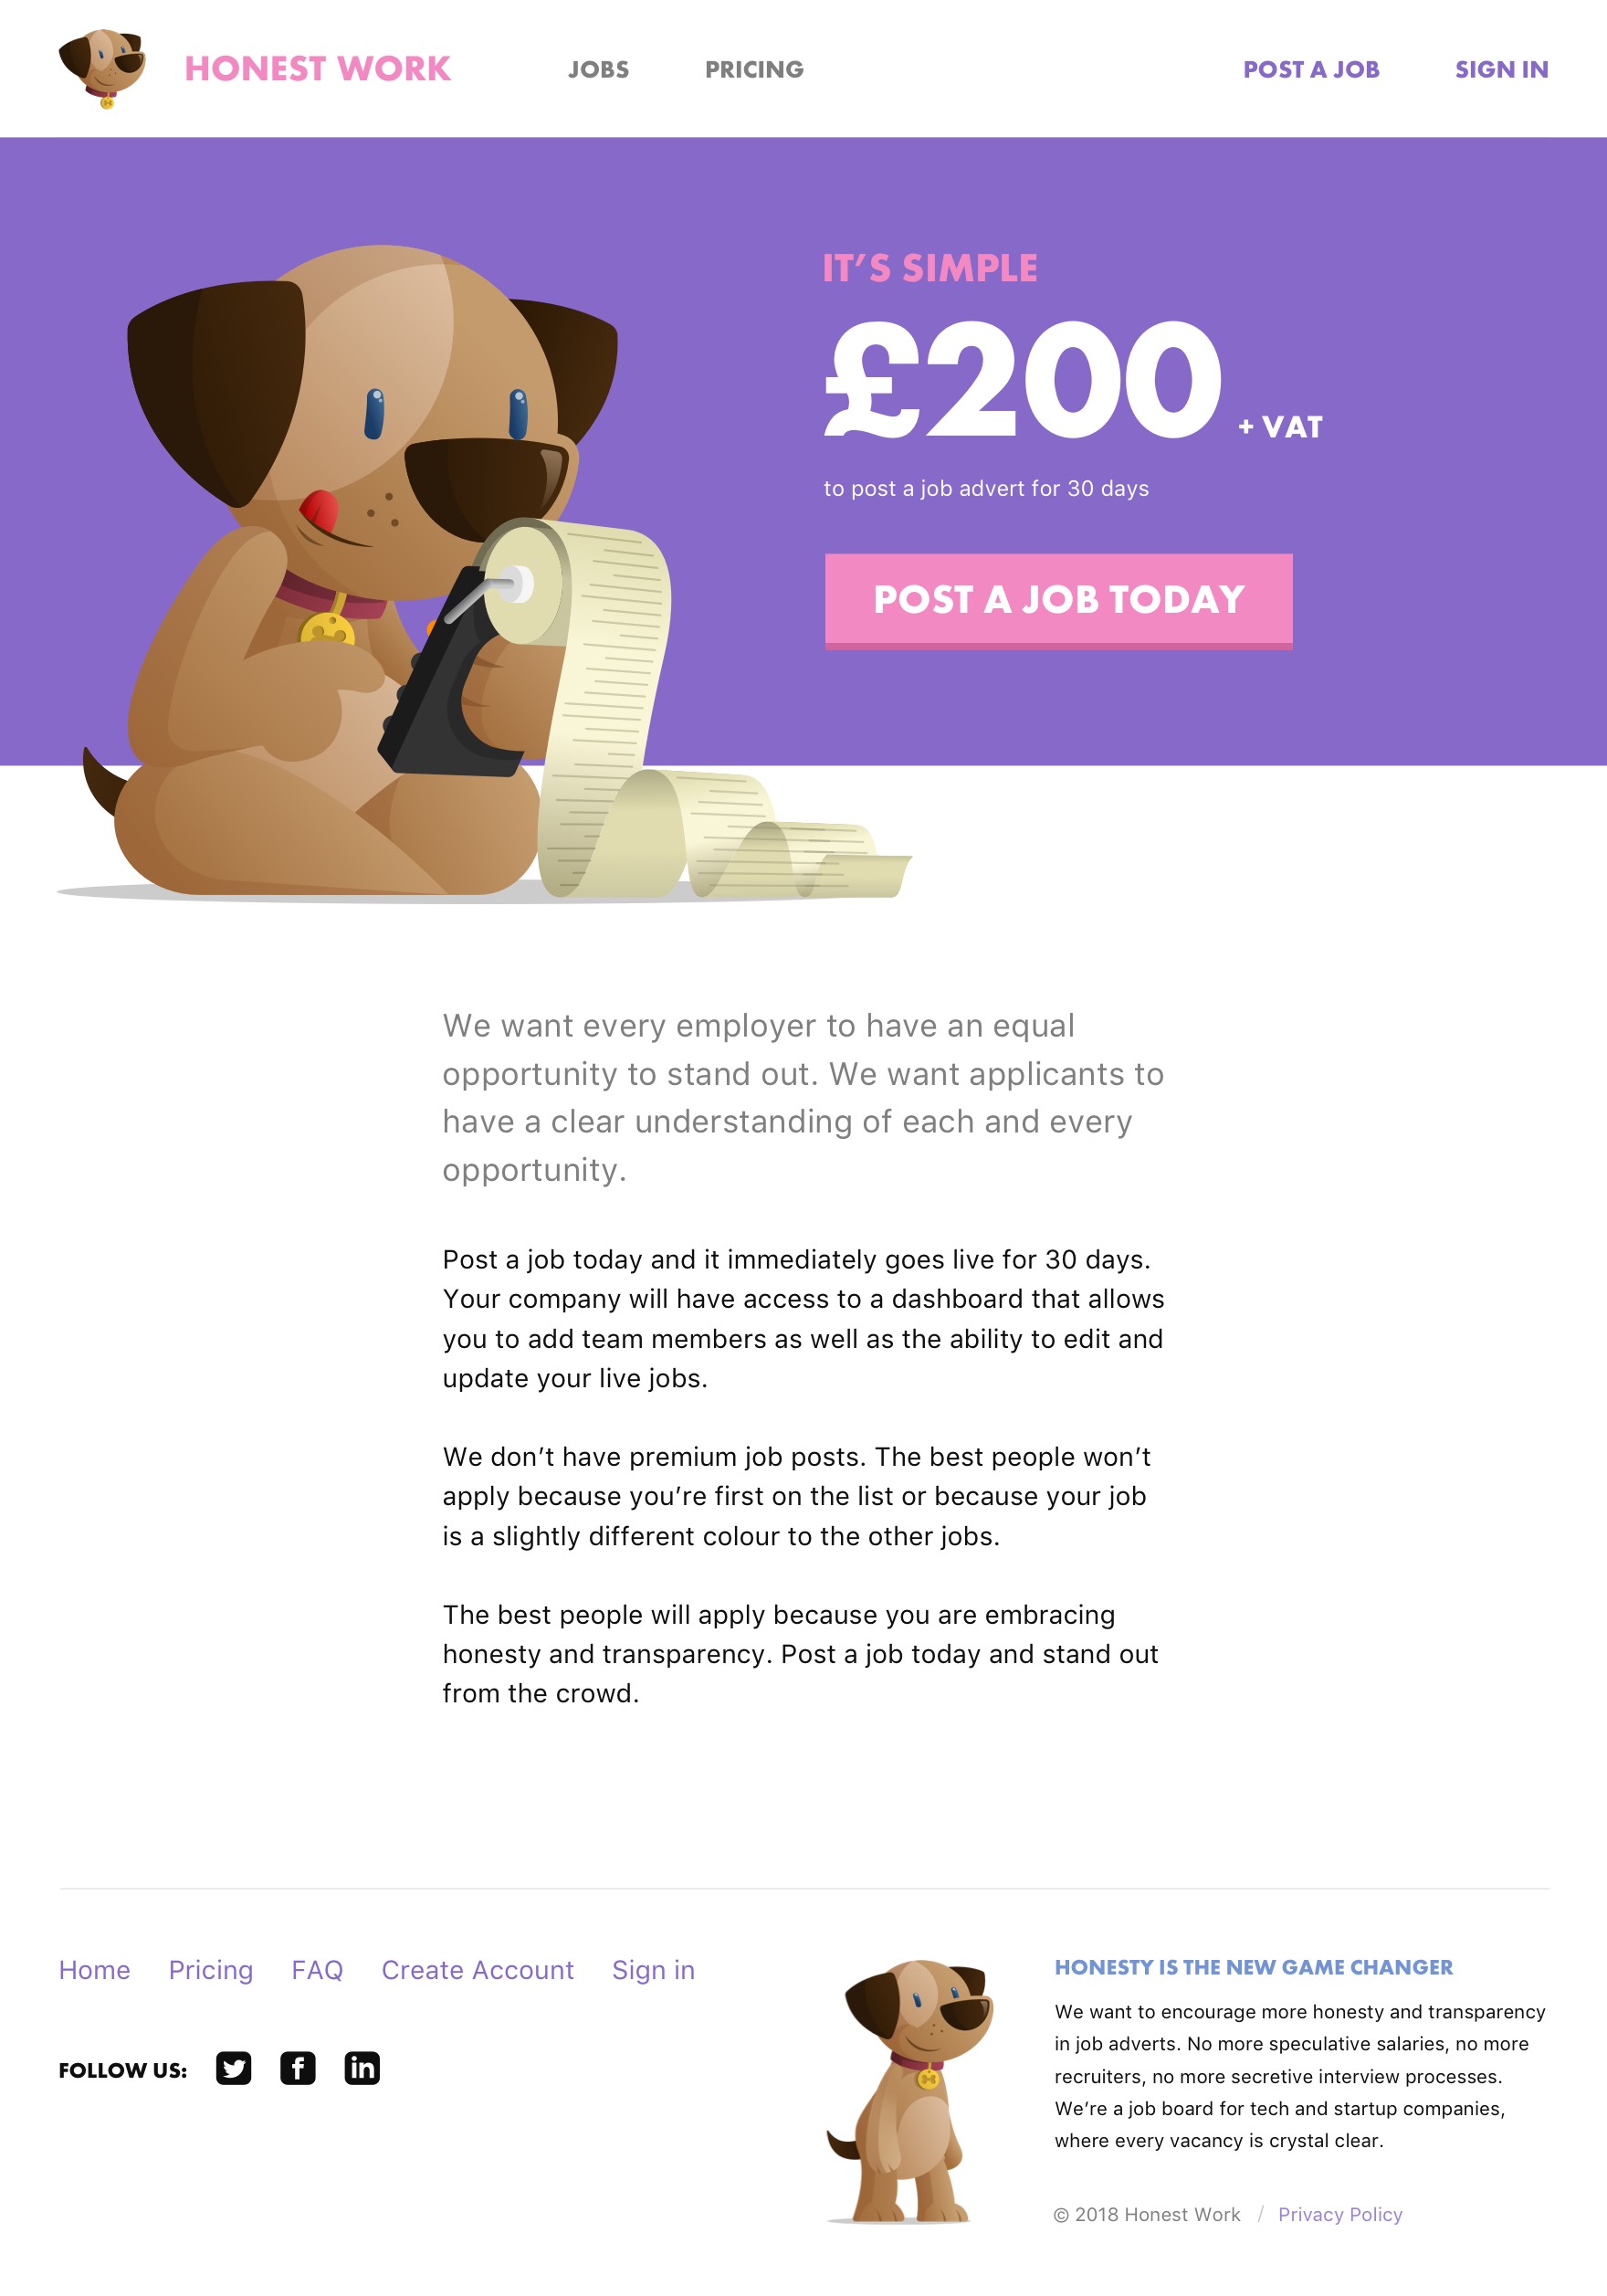 HONEST WORK
JOBS
PRICING
POST A JOB
SIGN IN
IT’S SIMPLE
£200 + VAT
to post a job advert for 30 days
POST A JOB TODAY
We want every employer to have an equal
opportunity to stand out. We want applicants to
have a clear understanding of each and every
opportunity.
Post a job today and it immediately goes live for 30 days.
Your company will have access to a dashboard that allows
you to add team members as well as the ability to edit and
update your live jobs.
We don’t have premium job posts. The best people won’t
apply because you’re first on the list or because your job
is a slightly different colour to the other jobs.
The best people will apply because you are embracing
honesty and transparency. Post a job today and stand out
from the crowd.
Home
Pricing
FAQ
Create Account
Sign in
FOLLOW US:
HONESTY IS THE NEW GAME CHANGER
We want to encourage more honesty and transparency
in job adverts. No more speculative salaries, no more
recruiters, no more secretive interview processes.
We’re a job board for tech and startup companies,
where every vacancy is crystal clear.
© 2018 Honest Work / Privacy Policy